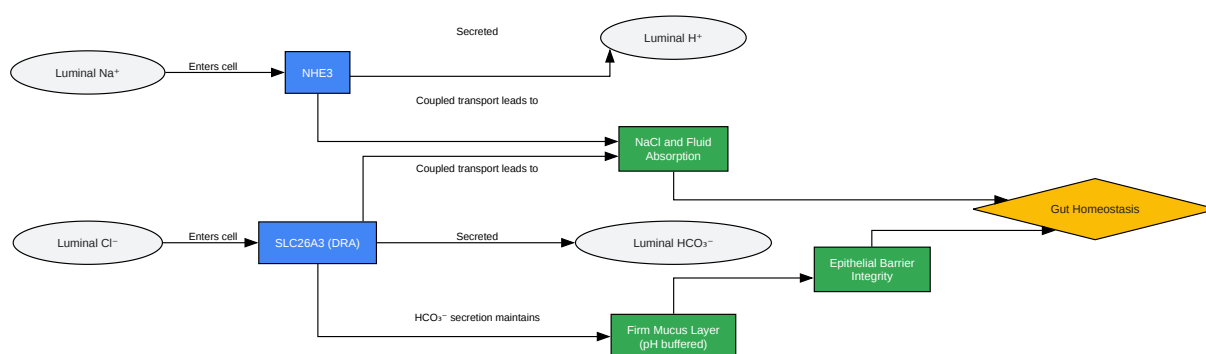 Secreted
Luminal H⁺
Luminal Na⁺
Enters cell
NHE3
Coupled transport leads to
NaCl and Fluid
Absorption
Coupled transport leads to
Gut Homeostasis
Luminal Cl⁻
Enters cell
SLC26A3 (DRA)
Secreted
Luminal HCO₃⁻
Epithelial Barrier
Integrity
HCO₃⁻ secretion maintains
Firm Mucus Layer
(pH buffered)